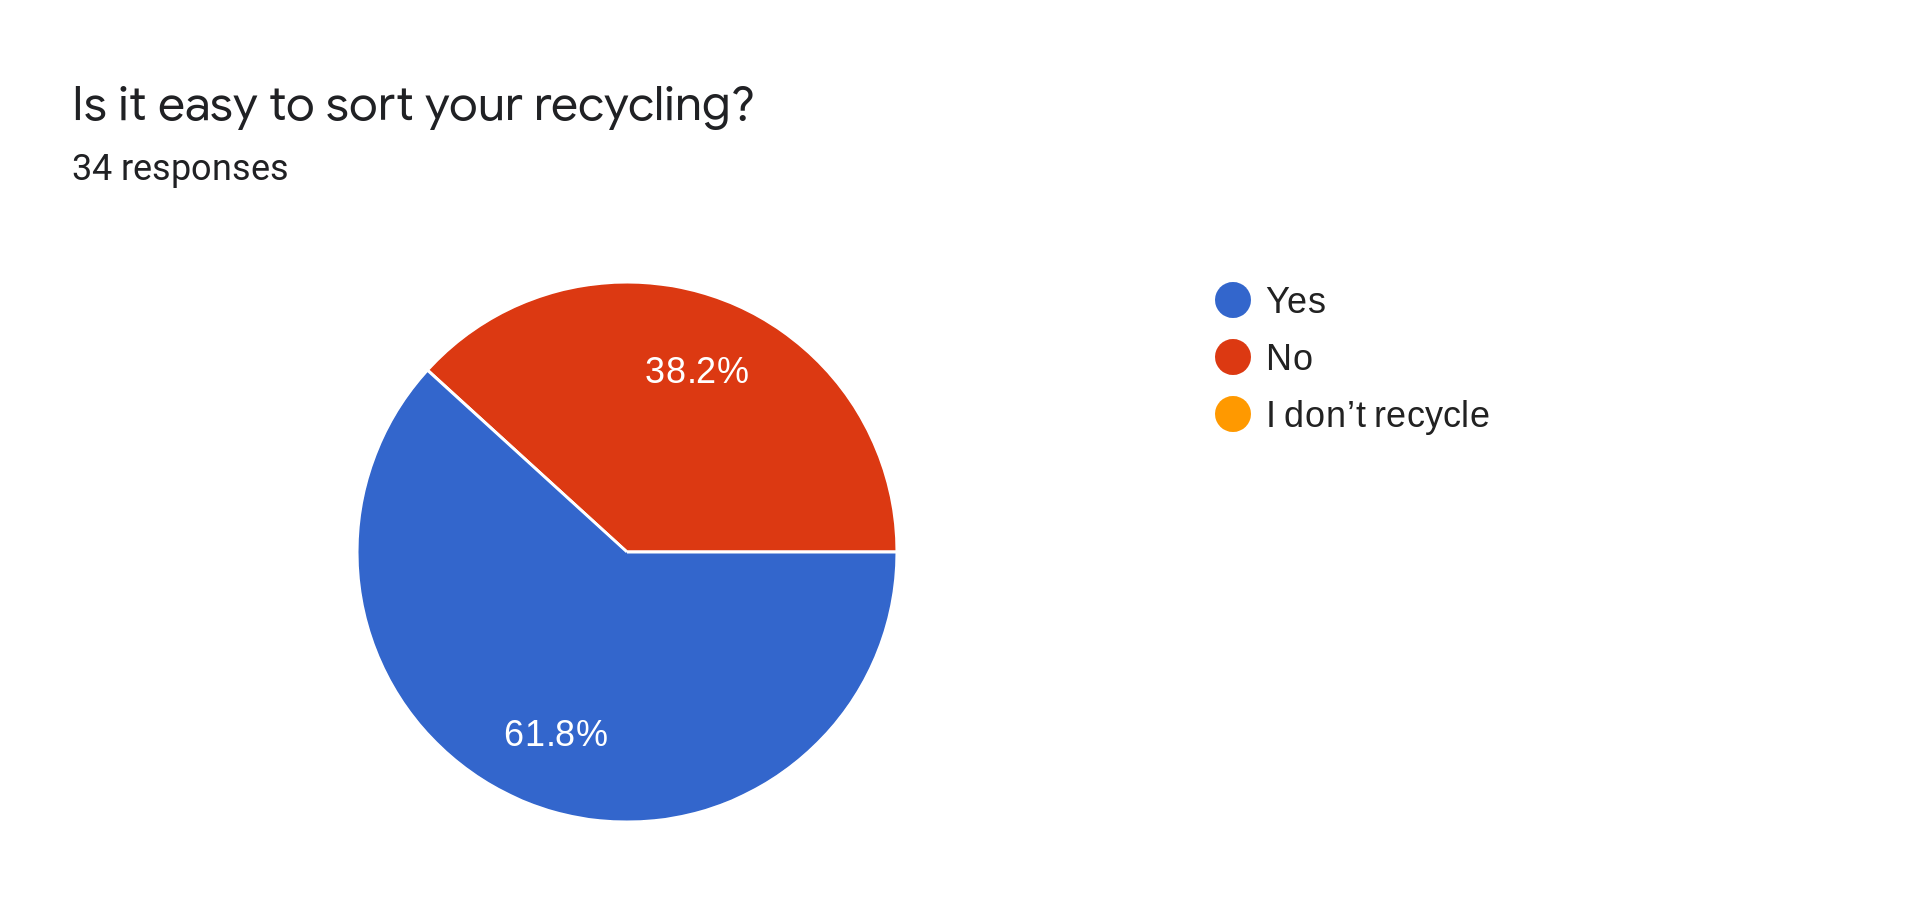 Is it easy to sort your recycling?
34 responses
38.2%
61.8%
Yes
No
I don’t recycle